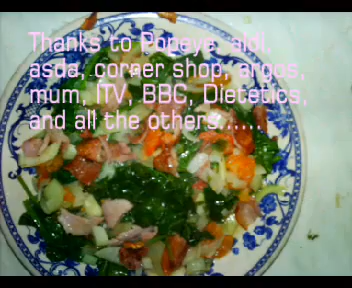 Thanks to Popeye, aldi,
asda, corner shop, argos,
mum, ITV, BBC, Dietetics,
and all the others......